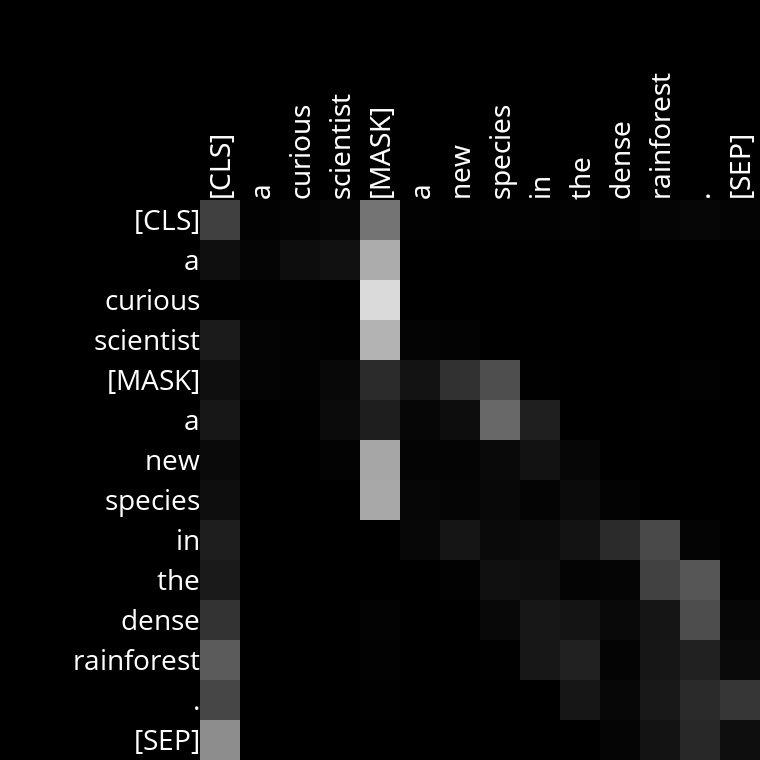 [CLS]
a
curious
scientist
[MASK]
a
new
species
in
the
dense
rainforest
.
[SEP]
[CLS]
a
curious
scientist
[MASK]
a
new
species
in
the
dense
rainforest
.
[SEP]